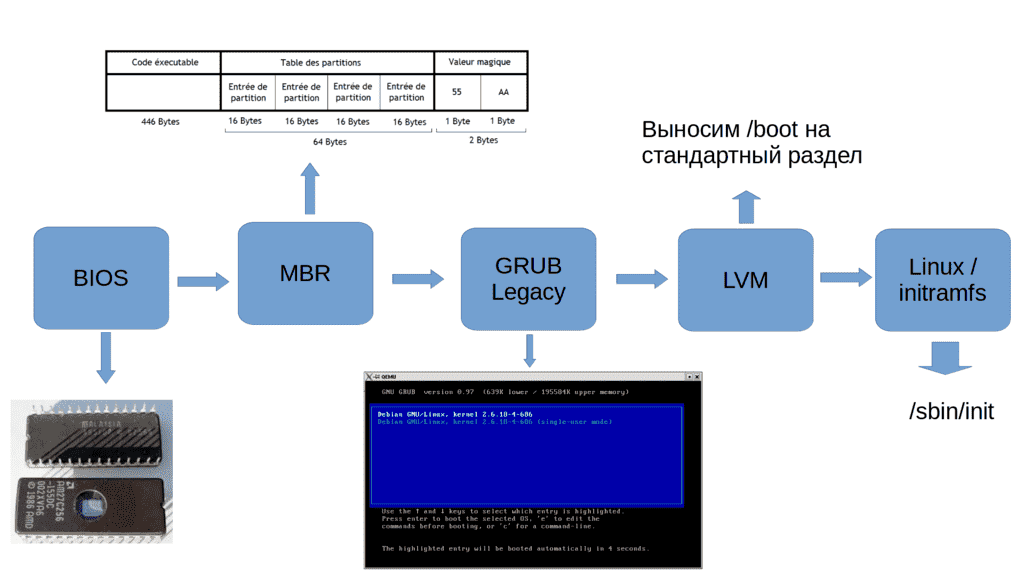 Code éxecutable
Table des partitions
Valeur magique
Entrée de partition
Entrée de partition
Entrée de partition
Entrée de partition
55
AA
446 Bytes
16 Bytes
16 Bytes
16 Bytes
16 Bytes
1 Byte
1 Byte
64 Bytes
2 Bytes
Выносим /boot на
стандартный раздел
BIOS
MBR
GRUB
Legacy
LVM
Linux /
initramfs
/sbin/init
QEMU
GNU GRUB version 0.97 (639K lower / 195584K upper memory)
Debian GNU/Linux, kernel 2.6.18-4-686
Debian GNU/Linux, kernel 2.6.18-4-686 (single-user mode)
Use the ↑ and ↓ keys to select which entry is highlighted.
Press enter to boot the selected OS, 'e' to edit the
commands before booting, or 'c' for a command-line.
The highlighted entry will be booted automatically in 4 seconds.
AM27C256
-155DC
© 1986 AMD